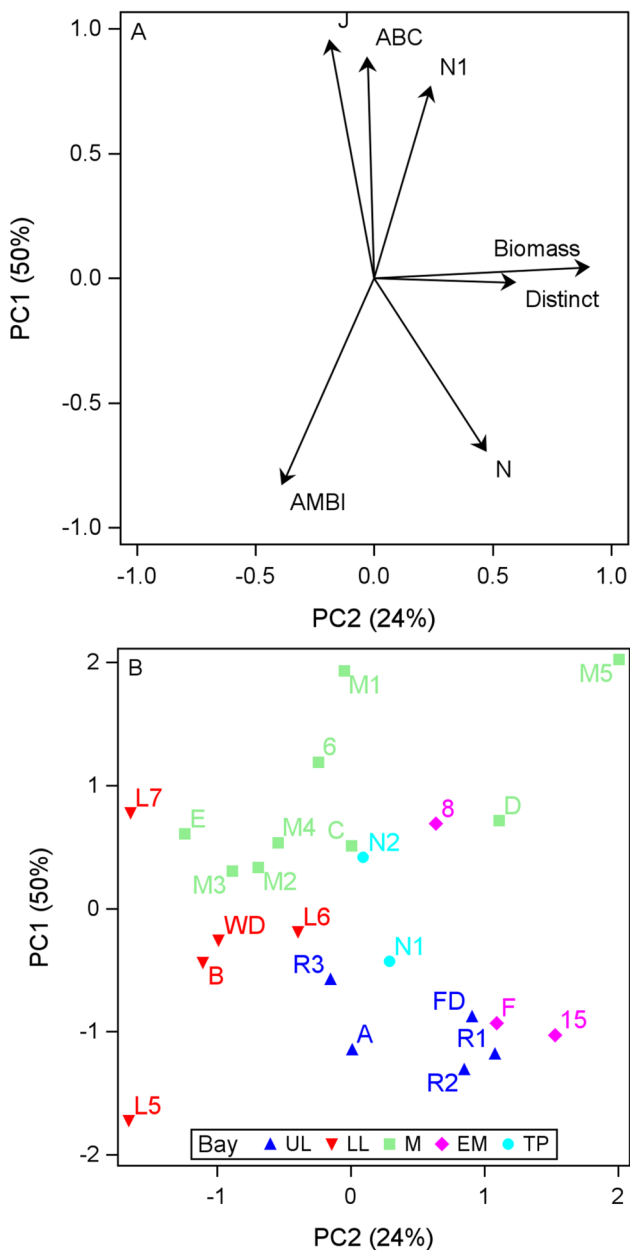 A
J
ABC
N1
Biomass
Distinct
N
AMBI
1.0
0.5
0.0
-0.5
-1.0
PC1 (50%)
-1.0 -0.5 0.0 0.5 1.0
PC2 (24%)
B
M1
M5
6
L7
E
M4
C
N2
8
D
M3
M2
WD
L6
B
R3
N1
A
FD
F
15
R1
R2
L5
2
1
0
-1
-2
PC1 (50%)
Bay UL LL M EM TP
-1 0 1 2
PC2 (24%)